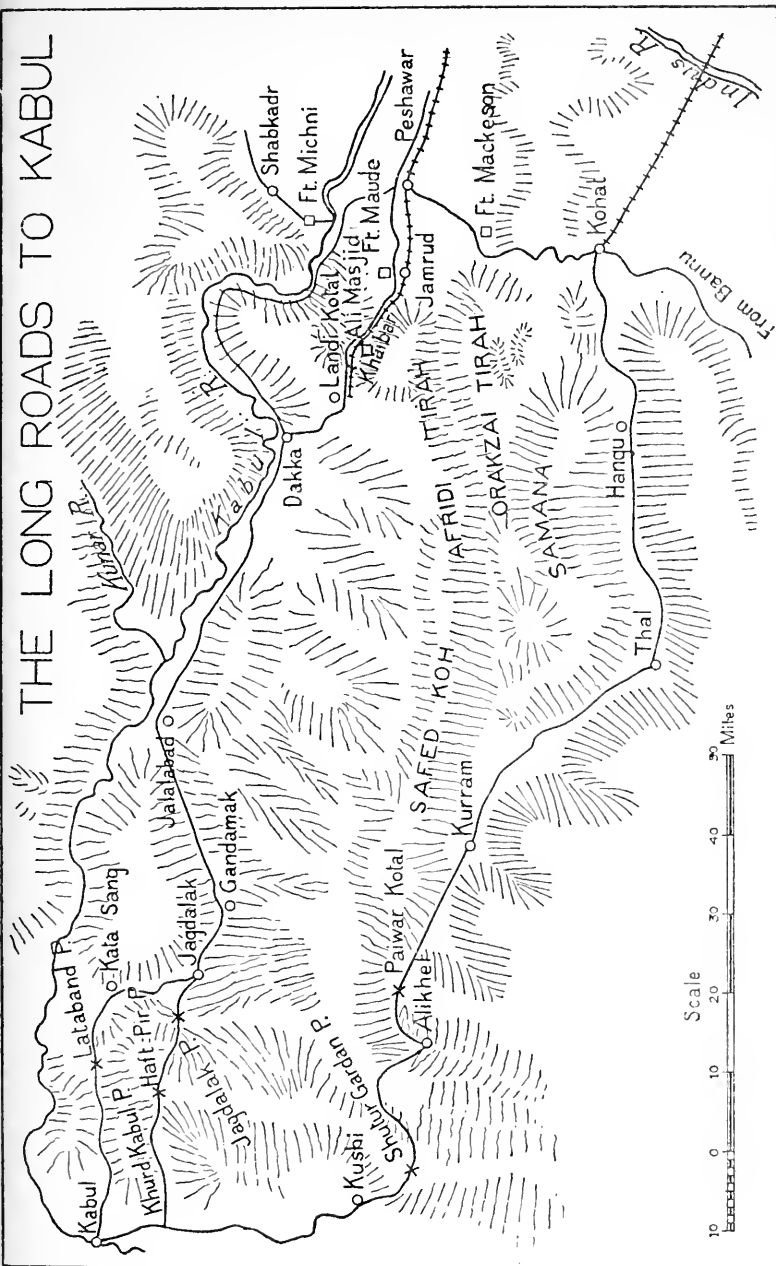 THE LONG ROADS TO KABUL
Kabul
Lataband P.
Kata Sang
Khurd Kabul P.
Haft Pir P.
Jagdalak P.
Jagdalak
Gandamak
Jalalabad
Kunar R.
Kabul R.
Dakka
Landi Kotal
Ali Masjid
Khaibar
Ft. Maude
Jamrud
Peshawar
Shabkadr
Ft. Michni
Ft. Mackeson
Kohat
Indus R.
From Bannu
Hangu
Thal
SAFED KOH
AFRIDI TIRAH
ORAKZAI TIRAH
SAMANA
Kurram
Paiwar Kotal
Alikhel
Shutur Gardan P.
Kushi
Scale
10 0 10 20 30 40 50 Miles